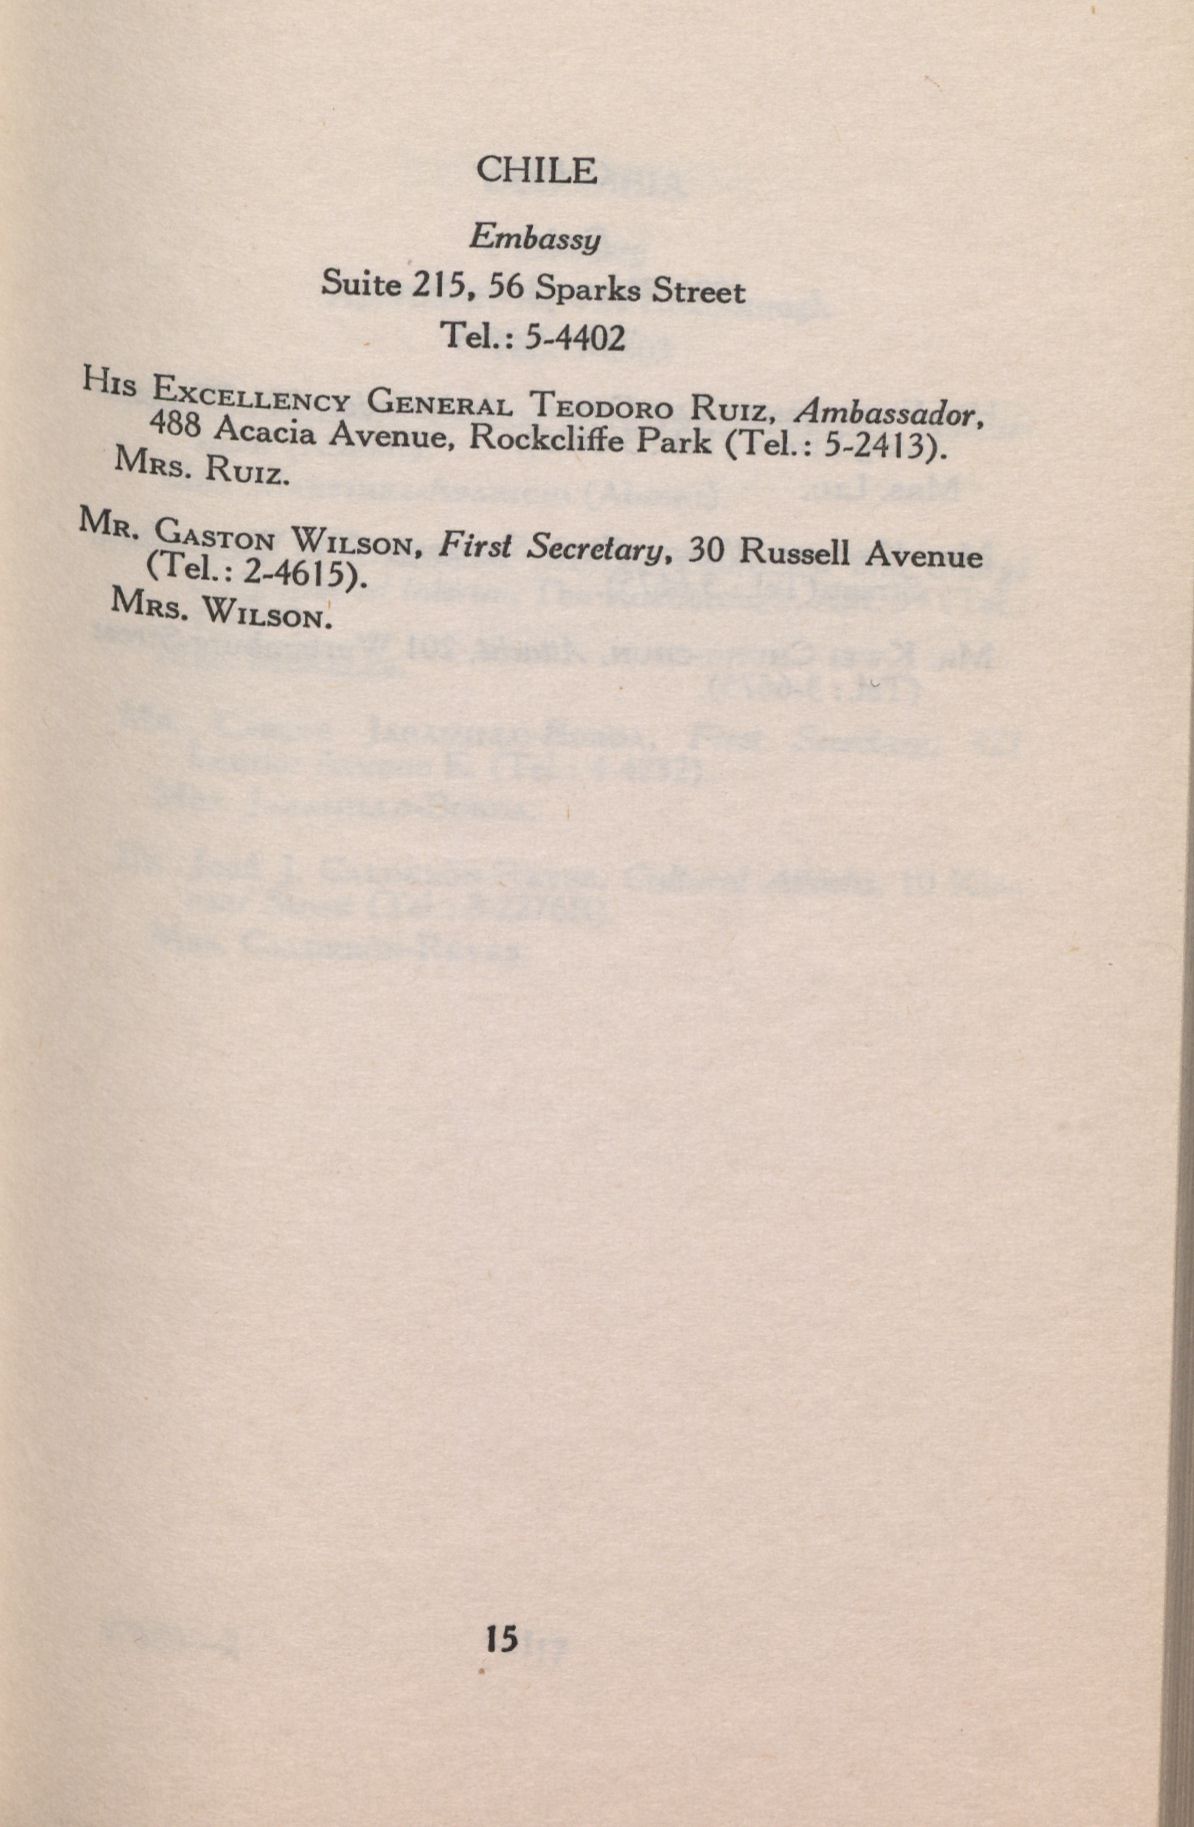 CHILE
Embassy
Suite 215, 56 Sparks Street
Tel.: 5-4402
HIS EXCELLENCY GENERAL TEODORO RUIZ, Ambassador,
488 Acacia Avenue, Rockcliffe Park (Tel.: 5-2413).
MRS. RUIZ.
MR. GASTON WILSON, First Secretary, 30 Russell Avenue
(Tel.: 2-4615).
MRS. WILSON.
15